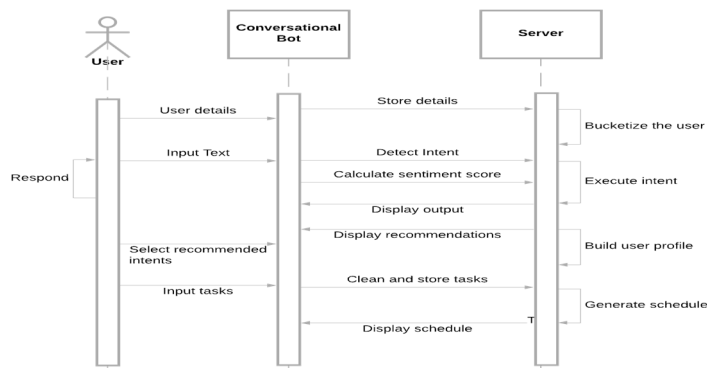 Conversational
Bot
Server
User
User details
Store details
Bucketize the user
Input Text
Detect Intent
Respond
Calculate sentiment score
Execute intent
Display output
Display recommendations
Select recommended
intents
Build user profile
Clean and store tasks
Input tasks
Generate schedule
T
Display schedule